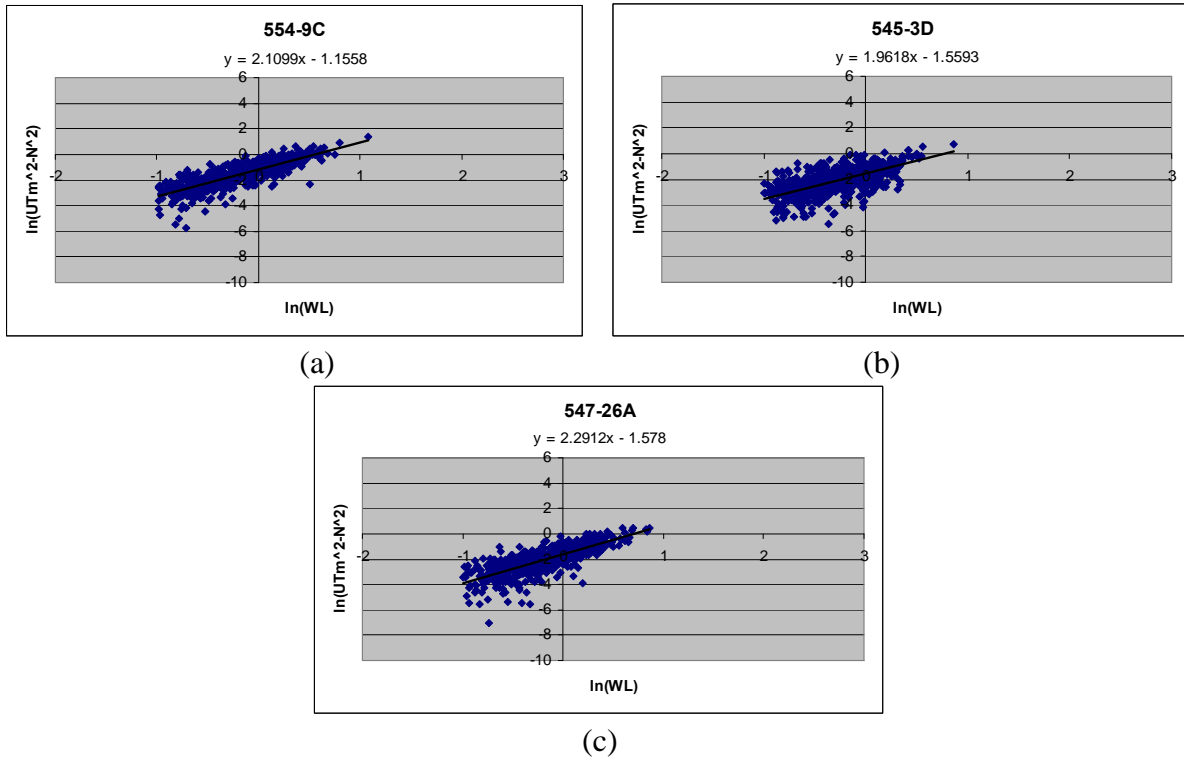 554-9C
y = 2.1099x - 1.1558
6
4
2
0
-2
-4
-6
-8
-10
-2 -1 0 1 2 3
ln(UTm^2-N^2)
ln(WL)
(a)
545-3D
y = 1.9618x - 1.5593
6
4
2
0
-2
-4
-6
-8
-10
-2 -1 0 1 2 3
ln(UTm^2-N^2)
ln(WL)
(b)
547-26A
y = 2.2912x - 1.578
6
4
2
0
-2
-4
-6
-8
-10
-2 -1 0 1 2 3
ln(UTm^2-N^2)
ln(WL)
(c)